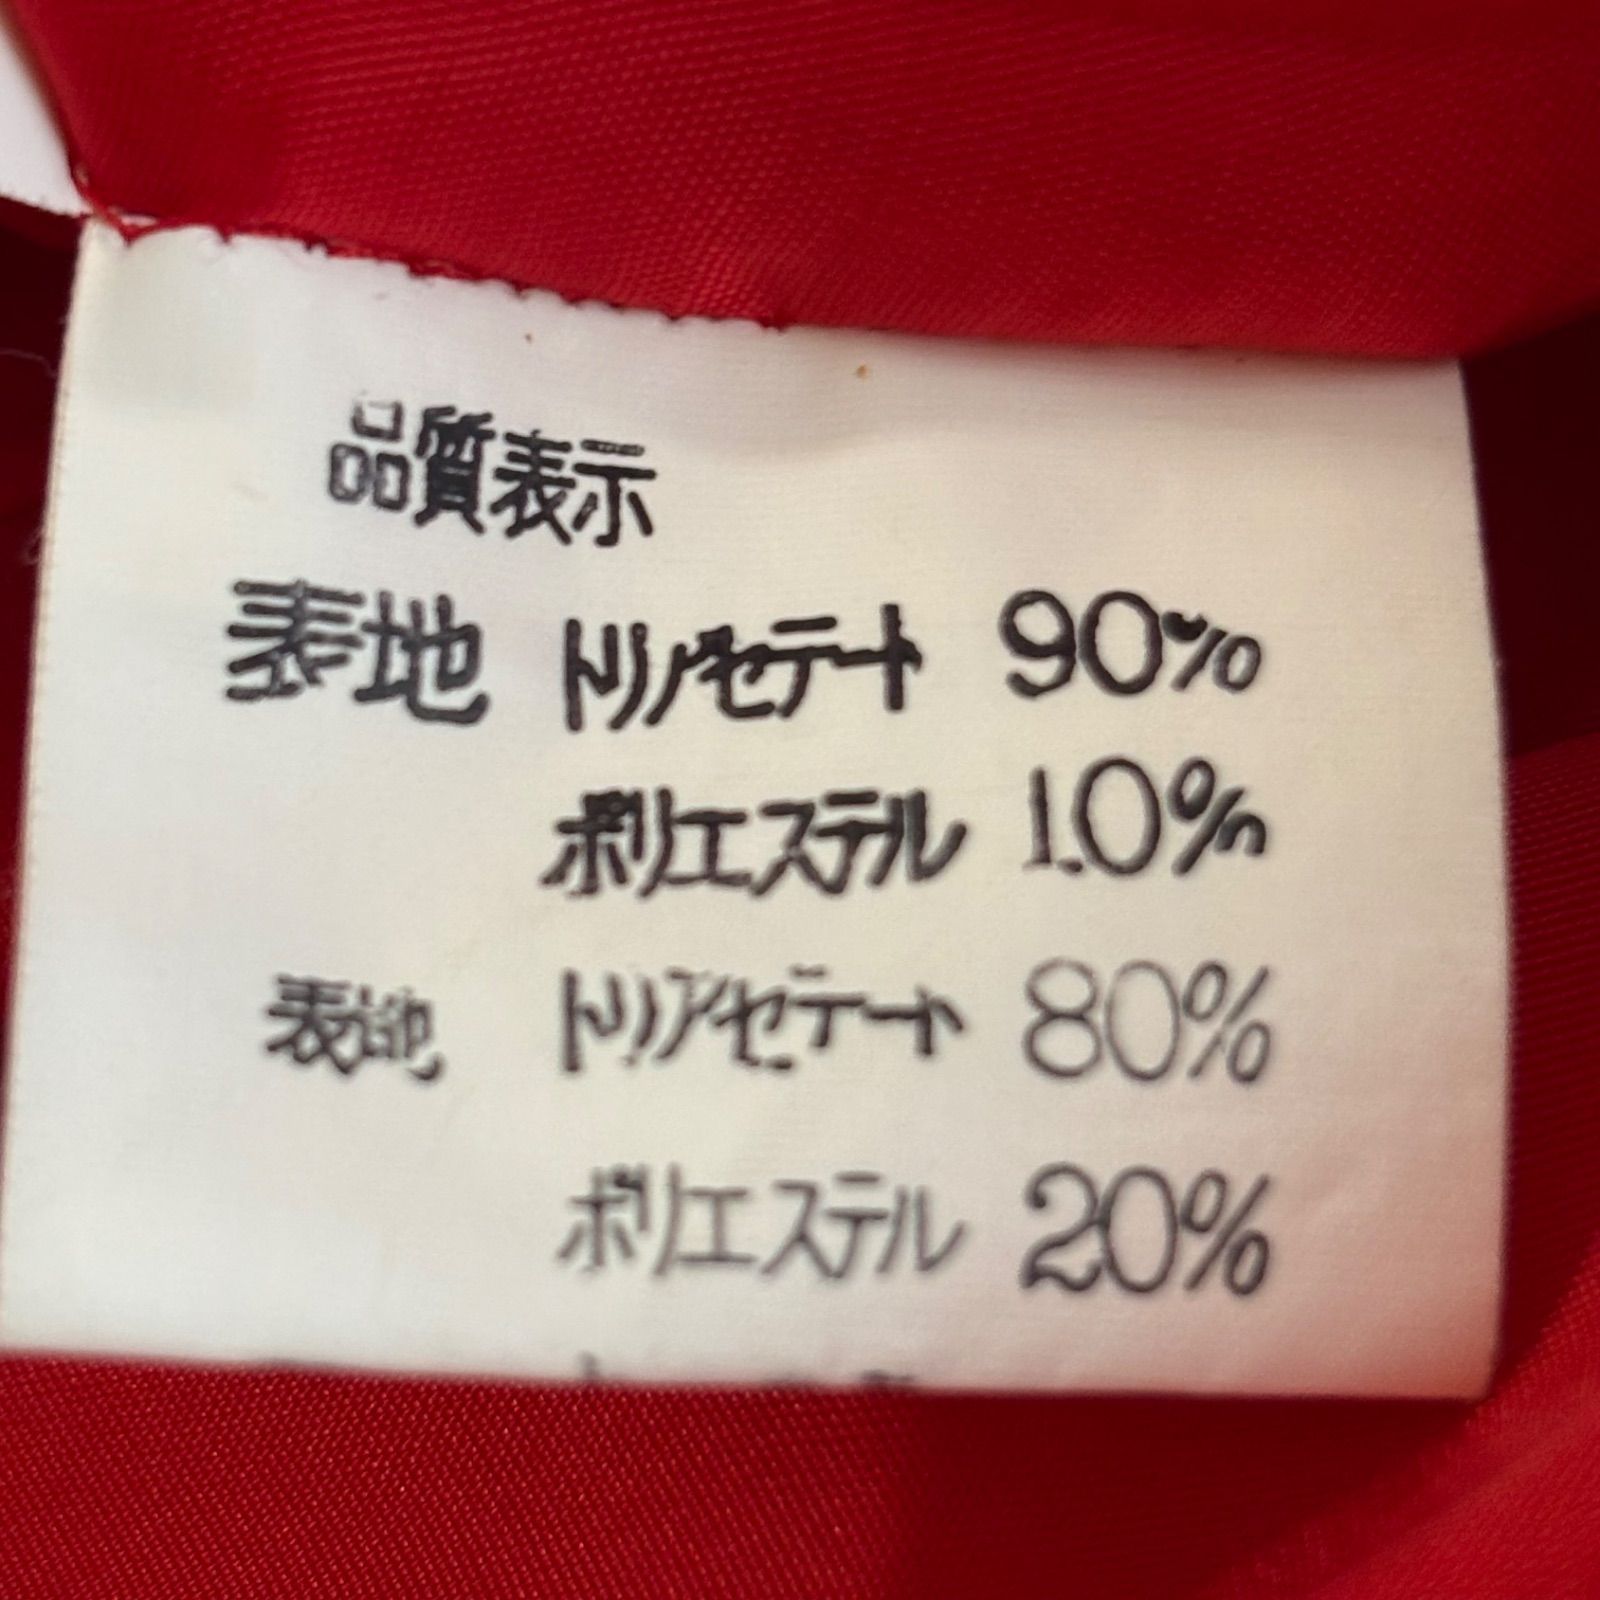 品質表示
表地 トリアセテート 90%
ポリエステル 10%
表地 トリアセテート 80%
ポリエステル 20%